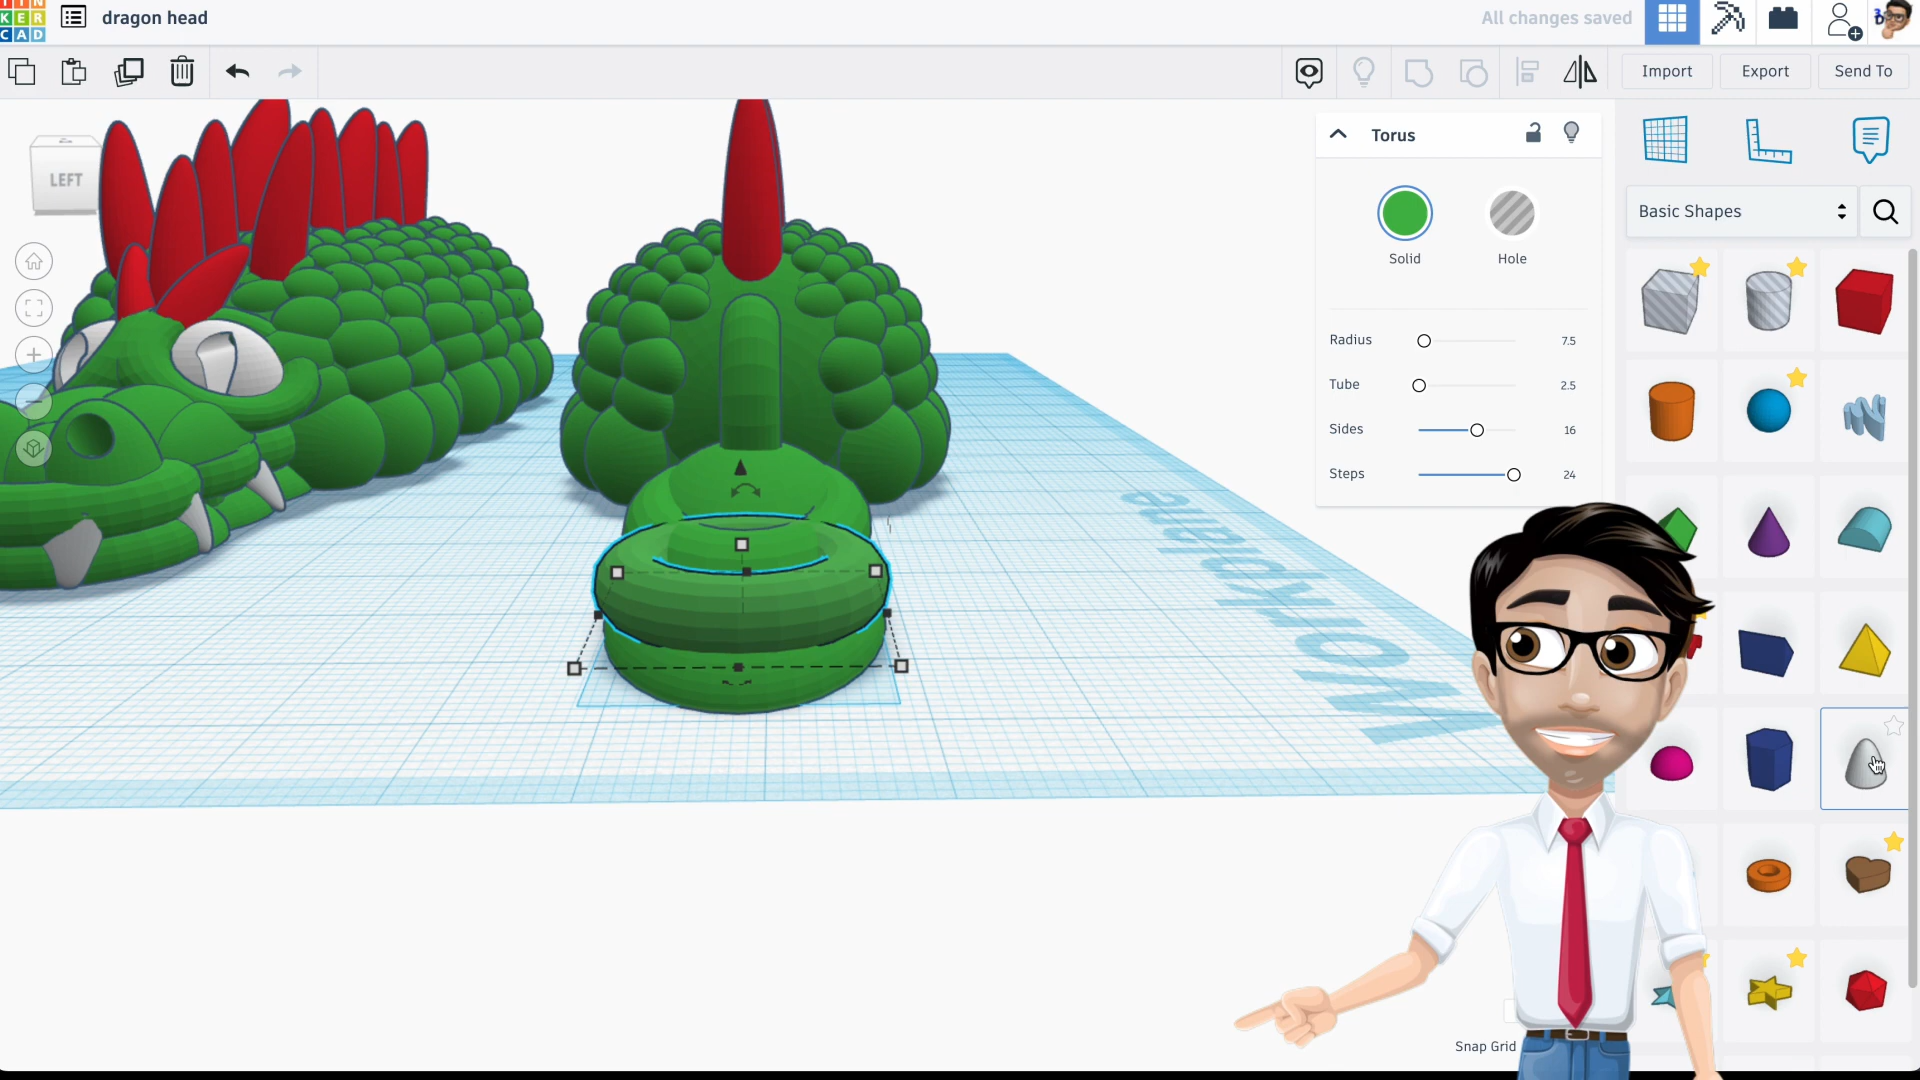 TIN
KER
CAD
dragon head
All changes saved
Import
Export
Send To
LEFT
Torus
Solid
Hole
Radius
7.5
Tube
2.5
Sides
16
Steps
24
Basic Shapes
Workplane
Snap Grid